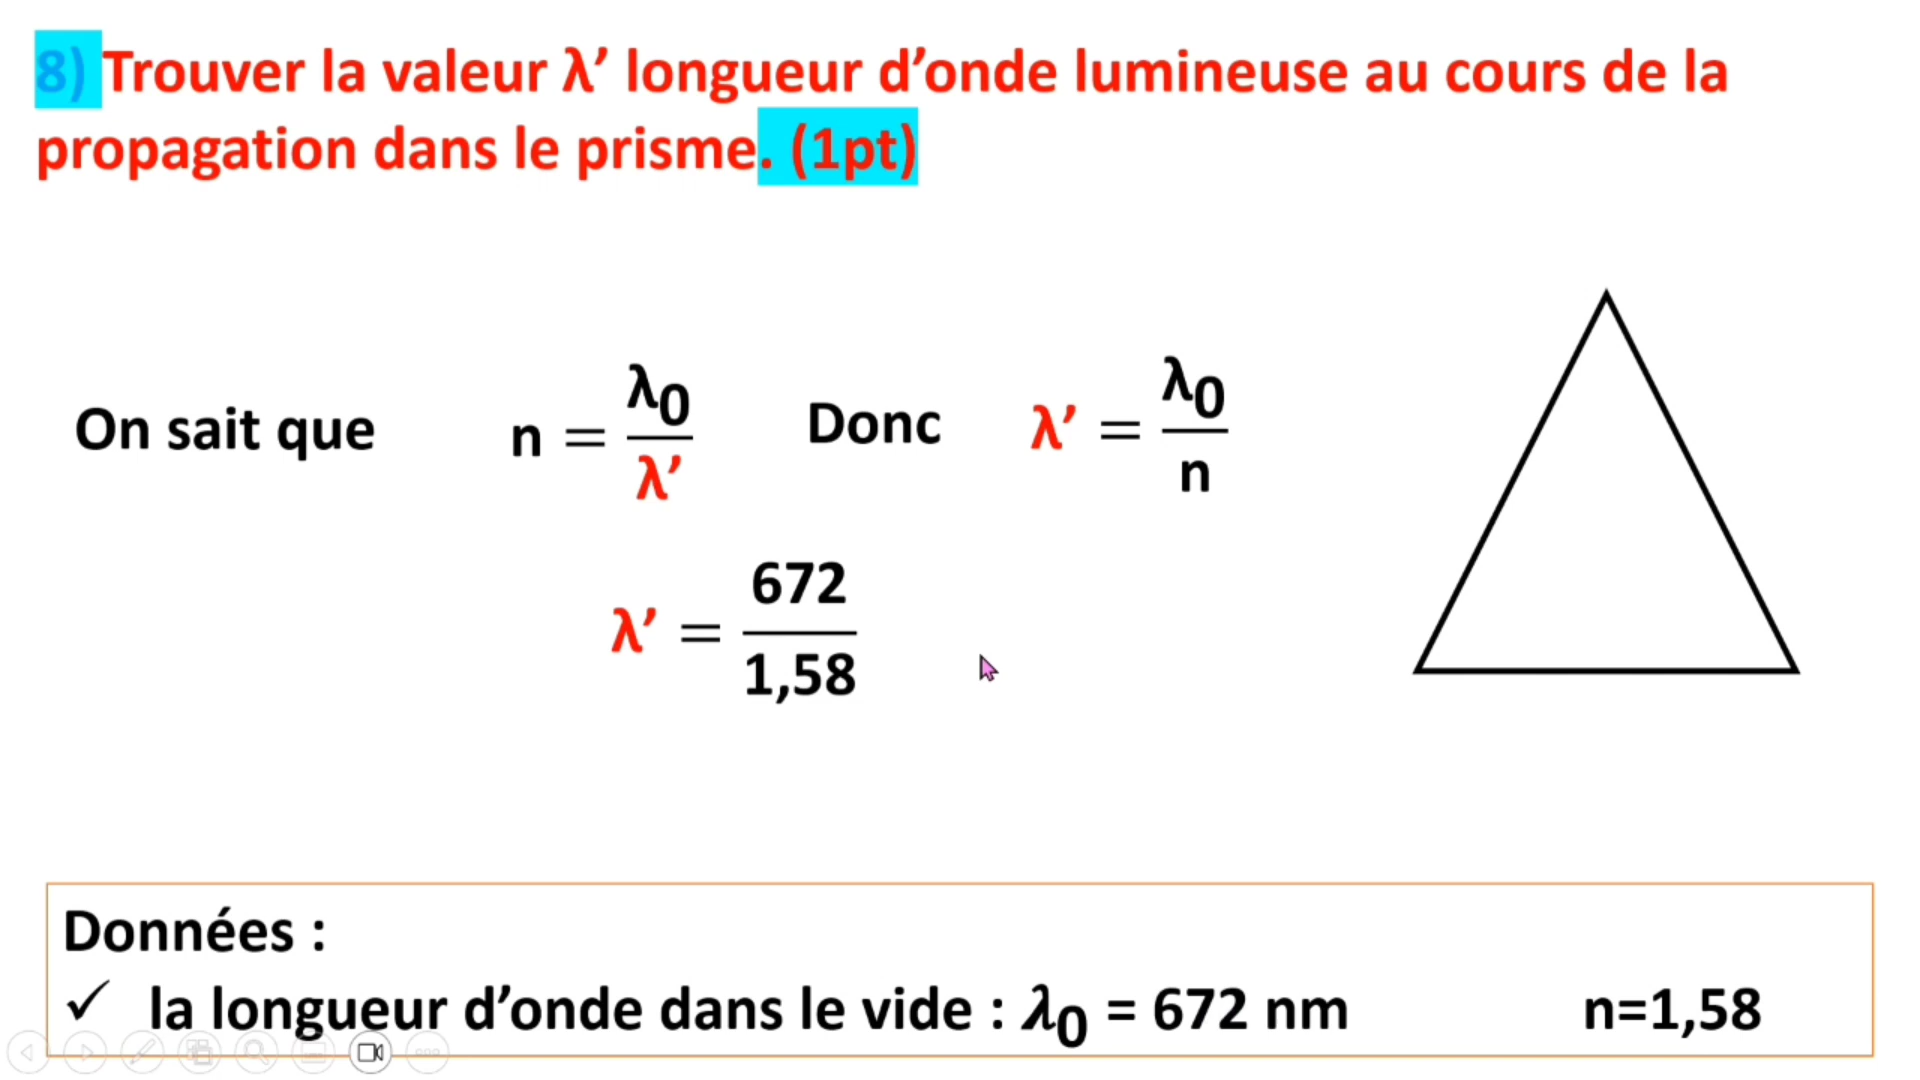 8) Trouver la valeur λ’ longueur d’onde lumineuse au cours de la
propagation dans le prisme. (1pt)
On sait que n = λ0/λ’ Donc λ’ = λ0/n
λ’ = 672/1,58
Données :
✓ la longueur d’onde dans le vide : λ0 = 672 nm n=1,58